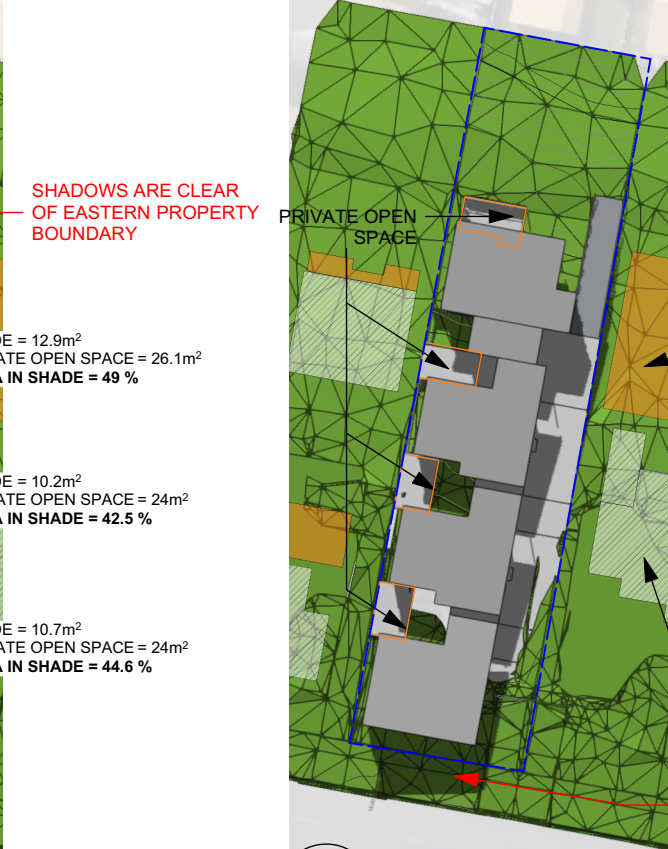 SHADOWS ARE CLEAR
OF EASTERN PROPERTY
BOUNDARY
PRIVATE OPEN
SPACE
DE = 12.9m²
ATE OPEN SPACE = 26.1m²
A IN SHADE = 49 %
DE = 10.2m²
ATE OPEN SPACE = 24m²
A IN SHADE = 42.5 %
DE = 10.7m²
ATE OPEN SPACE = 24m²
A IN SHADE = 44.6 %